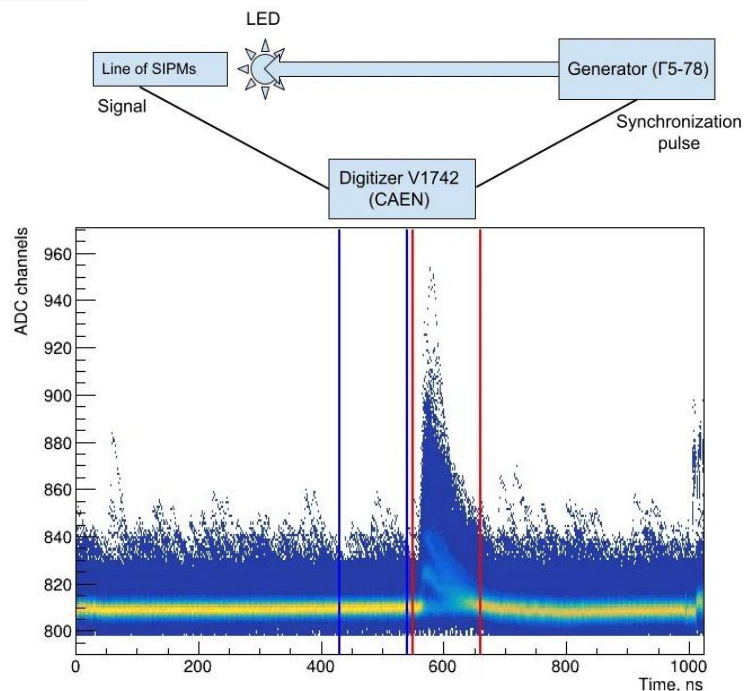 LED
Line of SIPMs
Generator (Г5-78)
Signal
Synchronization
pulse
Digitizer V1742
(CAEN)
ADC channels
960
940
920
900
880
860
840
820
800
0
200
400
600
800
1000
Time, ns